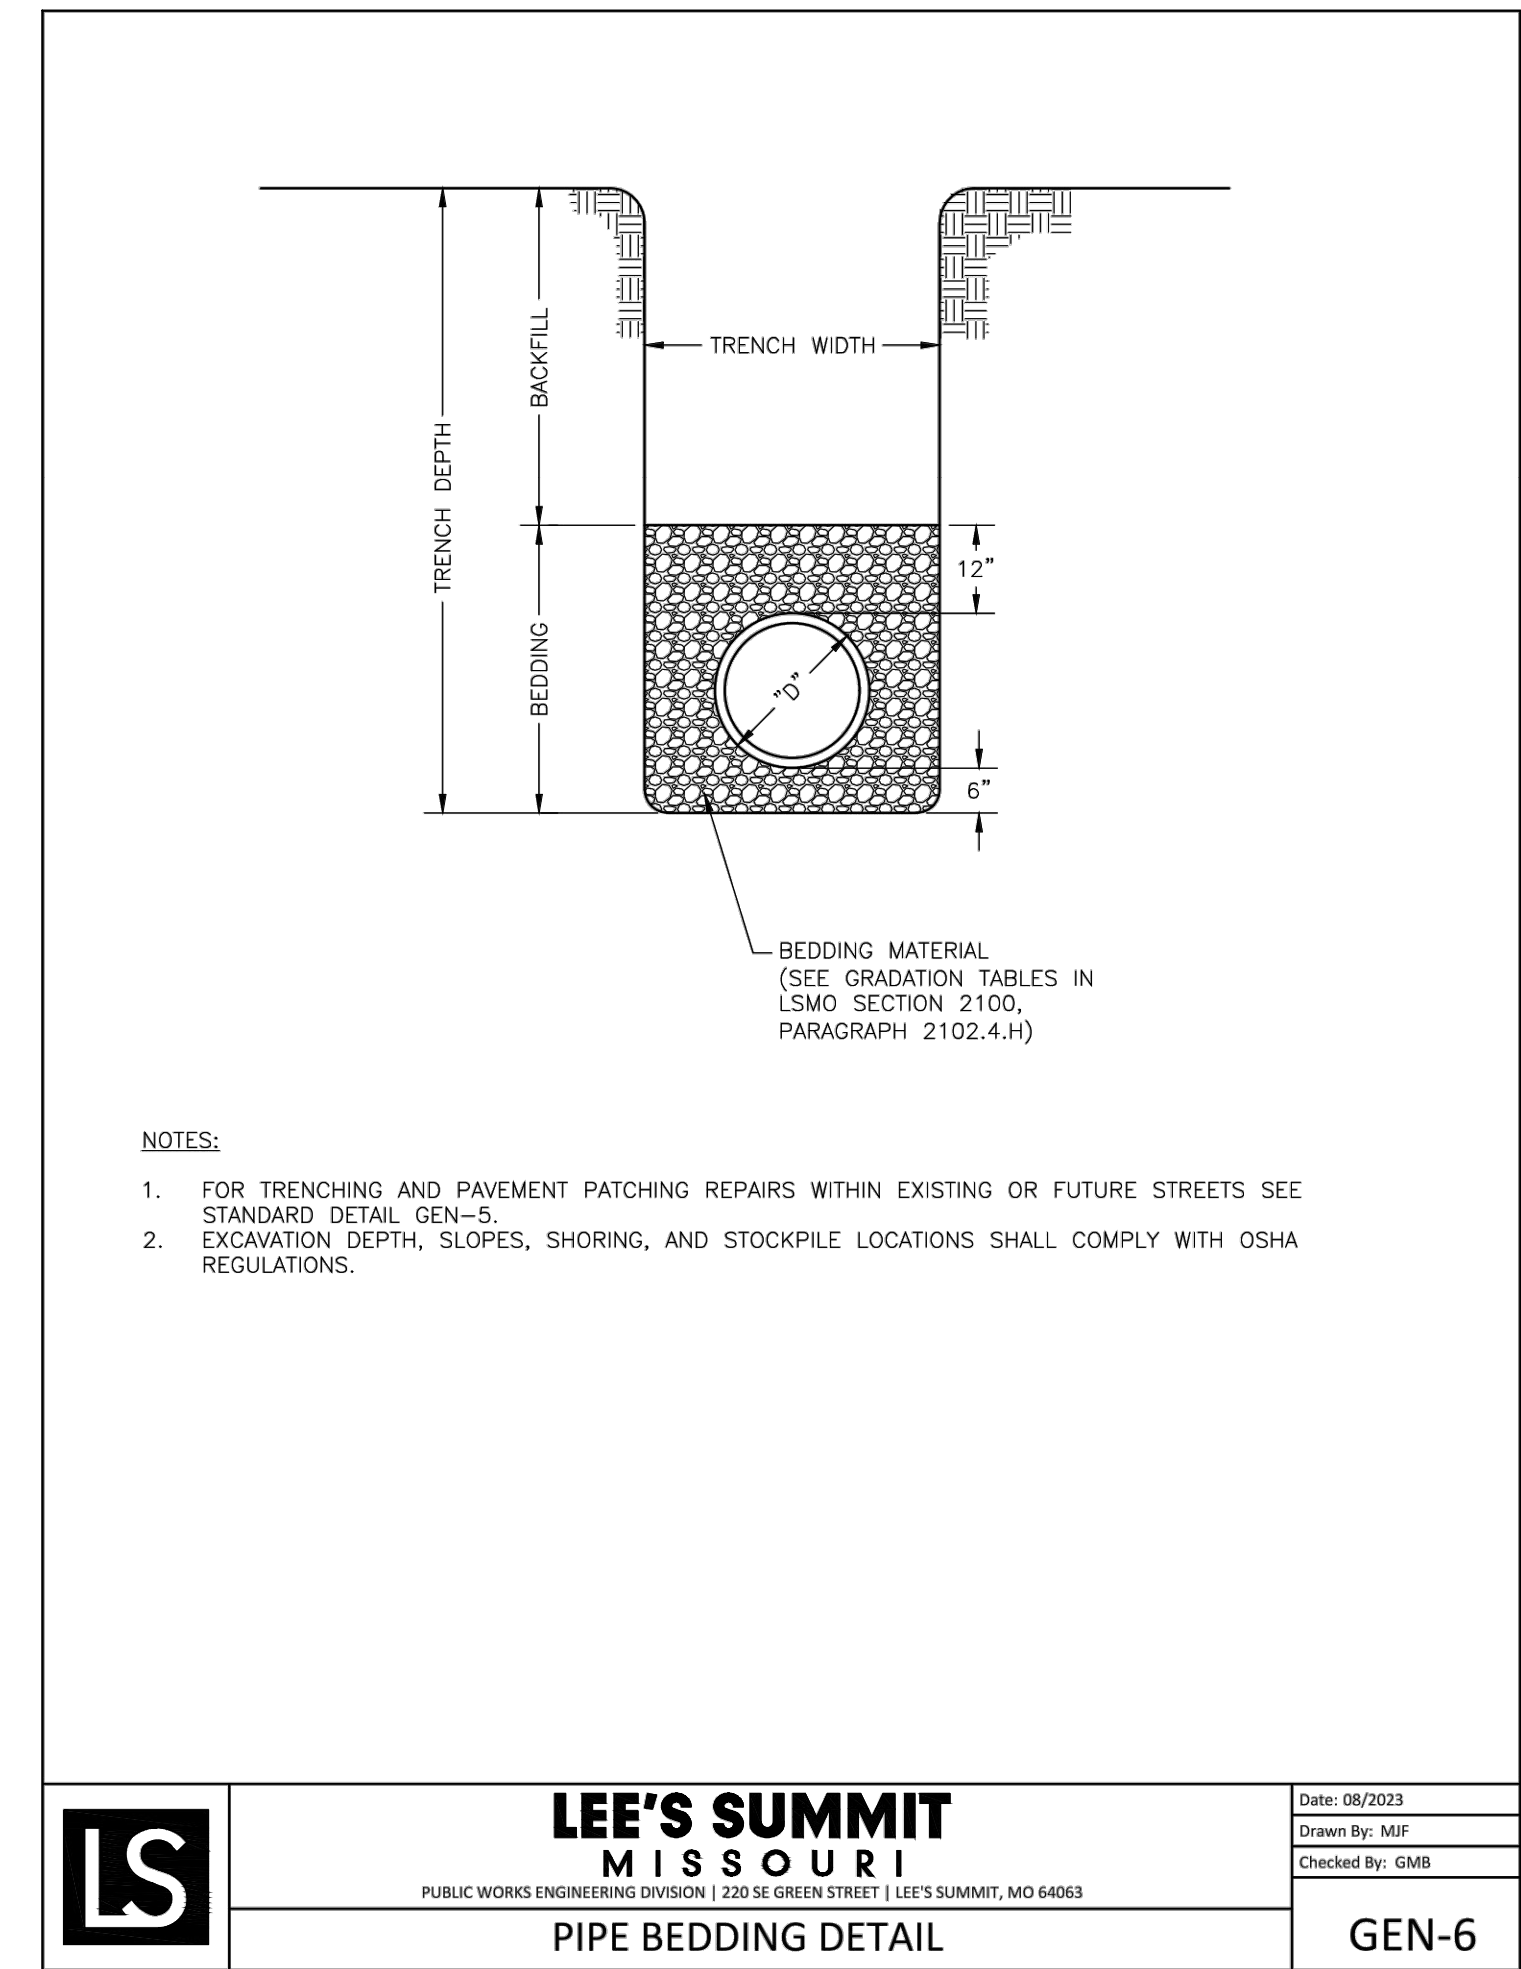 TRENCH WIDTH
BACKFILL
TRENCH DEPTH
BEDDING
12"
"D"
6"
BEDDING MATERIAL
(SEE GRADATION TABLES IN
LSMO SECTION 2100,
PARAGRAPH 2102.4.H)
NOTES:
1. FOR TRENCHING AND PAVEMENT PATCHING REPAIRS WITHIN EXISTING OR FUTURE STREETS SEE
STANDARD DETAIL GEN-5.
2. EXCAVATION DEPTH, SLOPES, SHORING, AND STOCKPILE LOCATIONS SHALL COMPLY WITH OSHA
REGULATIONS.
LS
LEE'S SUMMIT
MISSOURI
PUBLIC WORKS ENGINEERING DIVISION | 220 SE GREEN STREET | LEE'S SUMMIT, MO 64063
PIPE BEDDING DETAIL
Date: 08/2023
Drawn By: MJF
Checked By: GMB
GEN-6